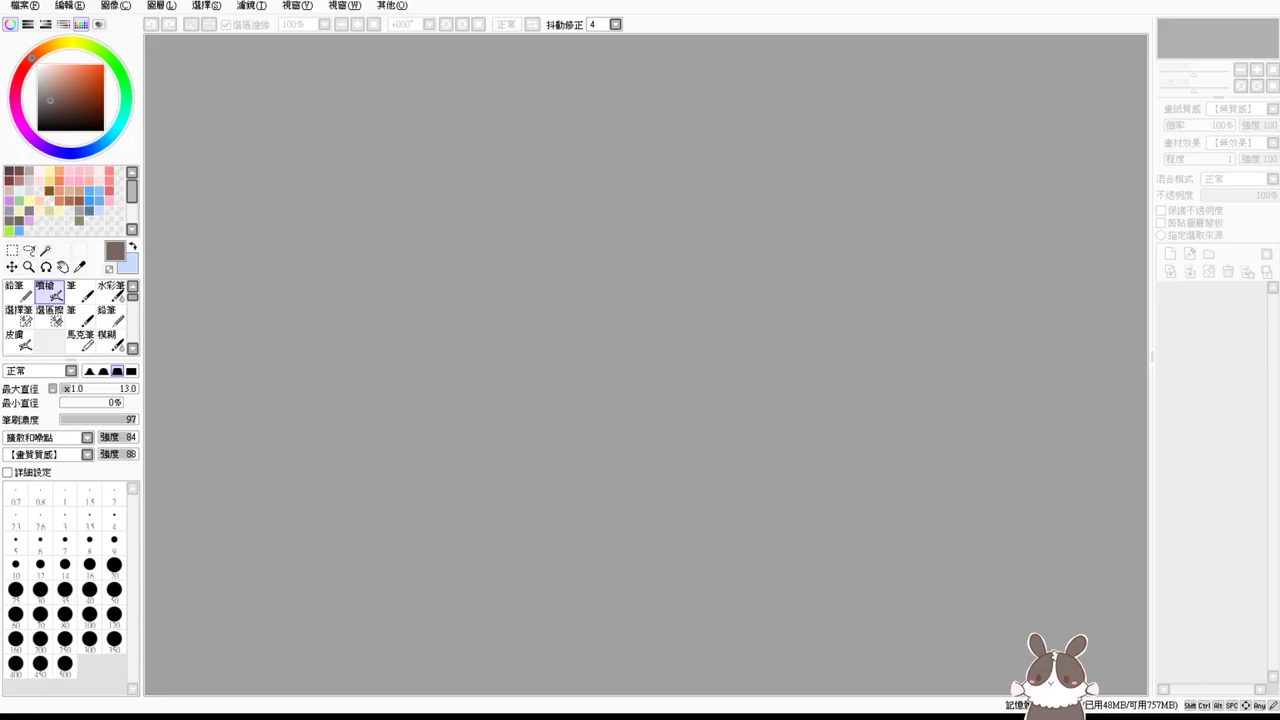 檔案(F) 編輯(E) 圖像(C) 圖層(L) 選擇(S) 濾鏡(T) 視窗(V) 視窗(W) 其他(O)
選區邊緣 100% +000° 正常 抖動修正 4
鉛筆 噴槍 筆 水彩筆
選擇筆 選區擦 筆 鉛筆
皮膚 馬克筆 模糊
正常
最大直徑 x1.0 13.0
最小直徑 0%
筆刷濃度 97
擴散和噪點 強度 84
【畫質質感】 強度 88
詳細設定
0.7 0.8 1 1.5 2
2.3 2.6 3 3.5 4
5 6 7 8 9
10 12 14 16 20
25 30 35 40 50
60 70 80 100 120
160 200 250 300 350
400 450 500
畫紙質感 【無質感】
倍率 100% 強度 100
畫材效果 【無效果】
程度 1 強度 100
混合模式 正常
不透明度 100%
保護不透明度
剪貼圖層蒙板
指定選取來源
已用48MB/可用757MB) Shift Ctrl Alt SPC Any